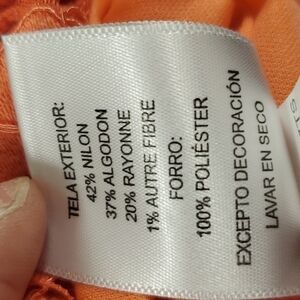 TELA EXTERIOR:
42% NILON
37% ALGODON
20% RAYONNE
1% AUTRE FIBRE
FORRO:
100% POLIÉSTER
EXCEPTO DECORACIÓN
LAVAR EN SECO